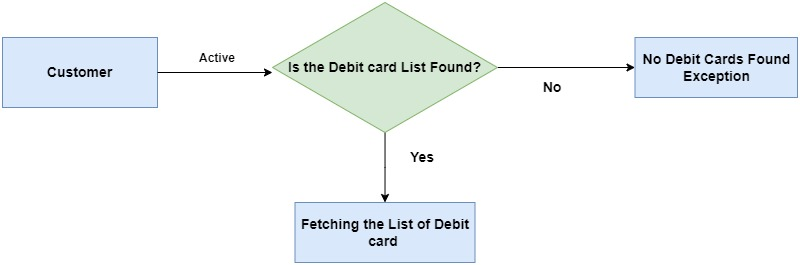 Customer
Active
Is the Debit card List Found?
No
No Debit Cards Found
Exception
Yes
Fetching the List of Debit
card